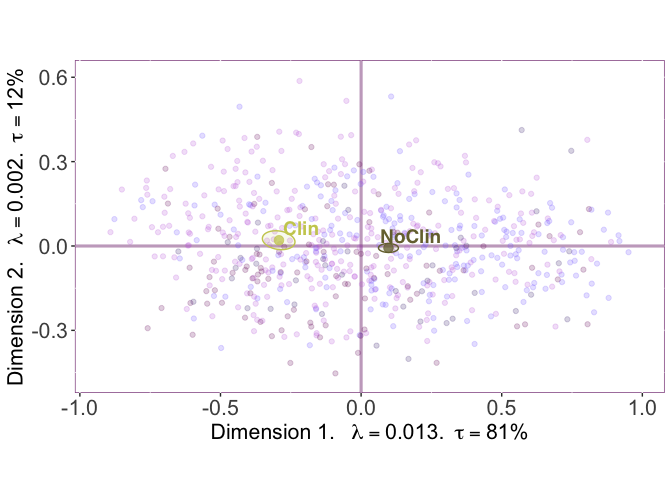 0.6
0.3
0.0
-0.3
Dimension 2. λ = 0.002. τ = 12%
Clin
NoClin
-1.0 -0.5 0.0 0.5 1.0
Dimension 1. λ = 0.013. τ = 81%